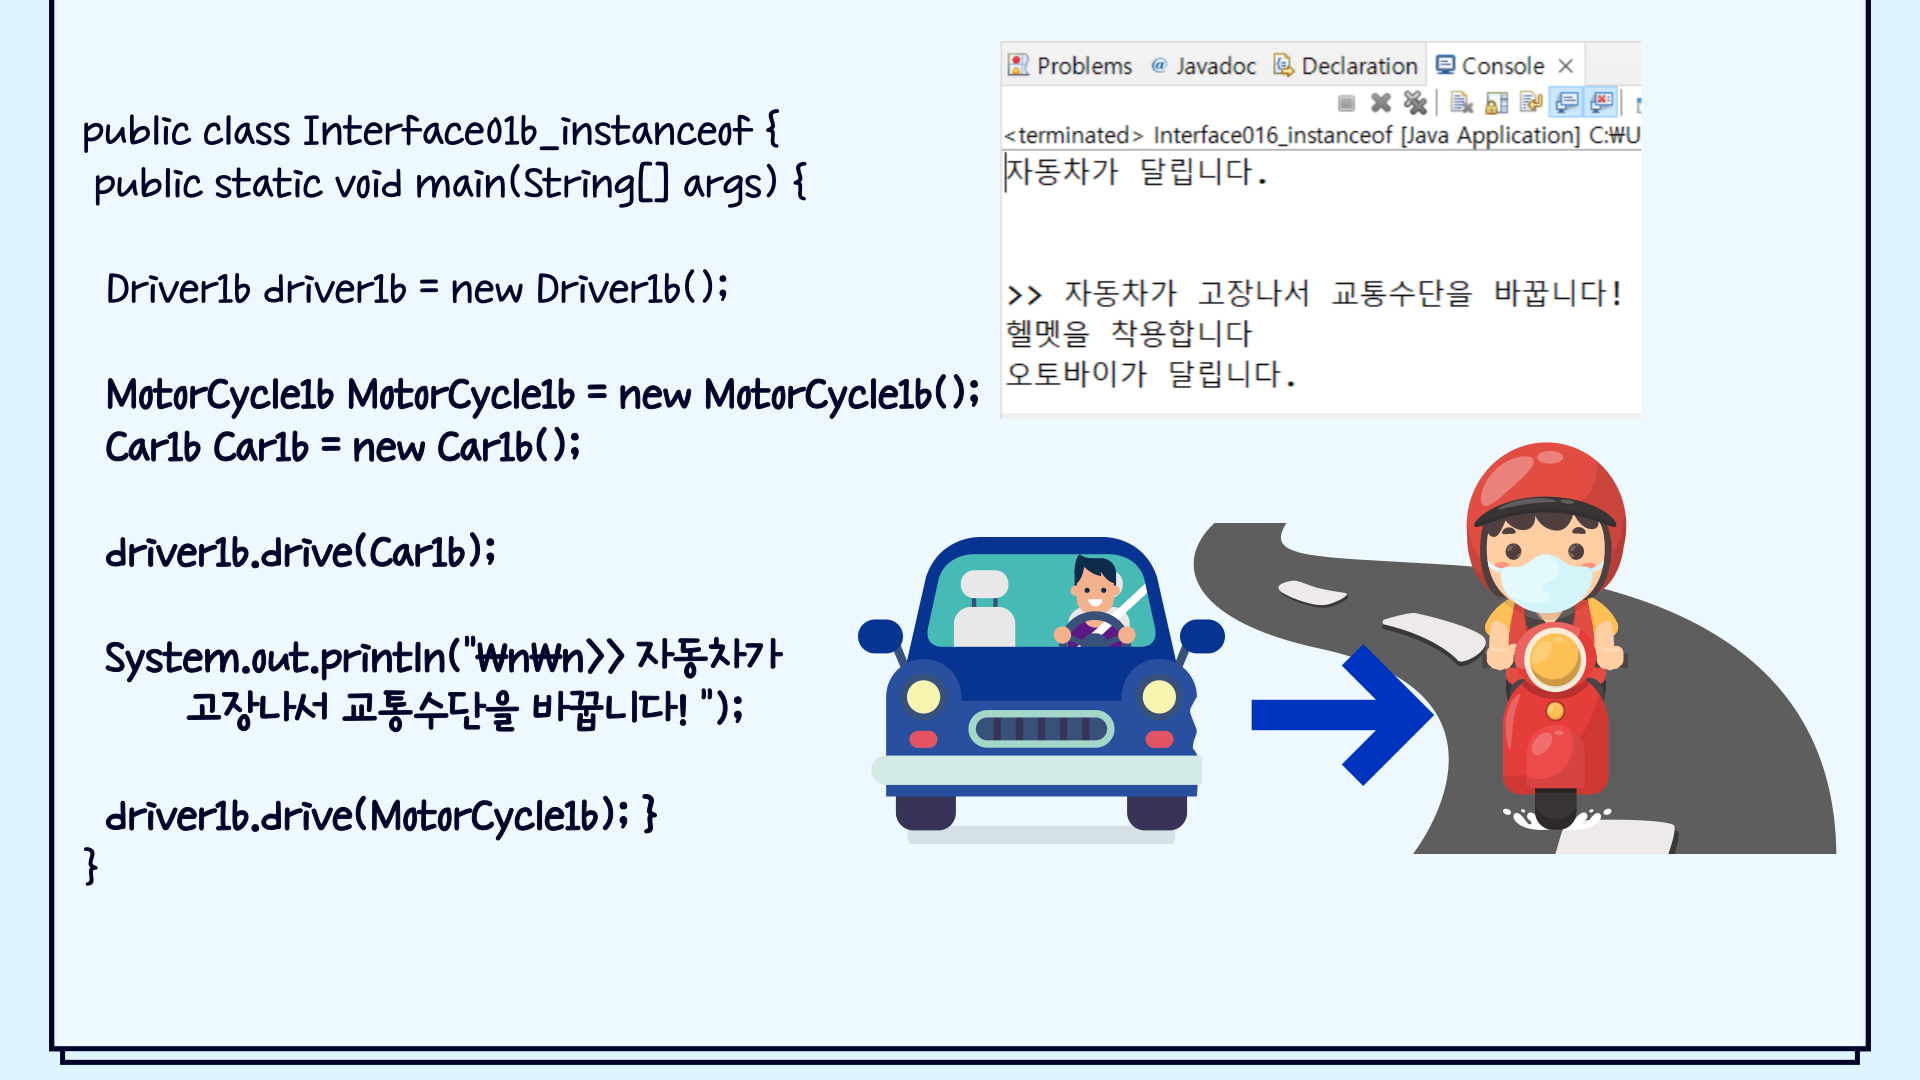 public class Interface01b_instanceof {
public static void main(String[] args) {
Driver1b driver1b = new Driver1b();
MotorCycle1b MotorCycle1b = new MotorCycle1b();
Car1b Car1b = new Car1b();
driver1b.drive(Car1b);
System.out.println("₩n₩n>> 자동차가
고장나서 교통수단을 바꿉니다! ");
driver1b.drive(MotorCycle1b); }
}
Problems @ Javadoc Declaration Console
<terminated> Interface016_instanceof [Java Application] C:₩U
자동차가 달립니다.
>> 자동차가 고장나서 교통수단을 바꿉니다!
헬멧을 착용합니다
오토바이가 달립니다.